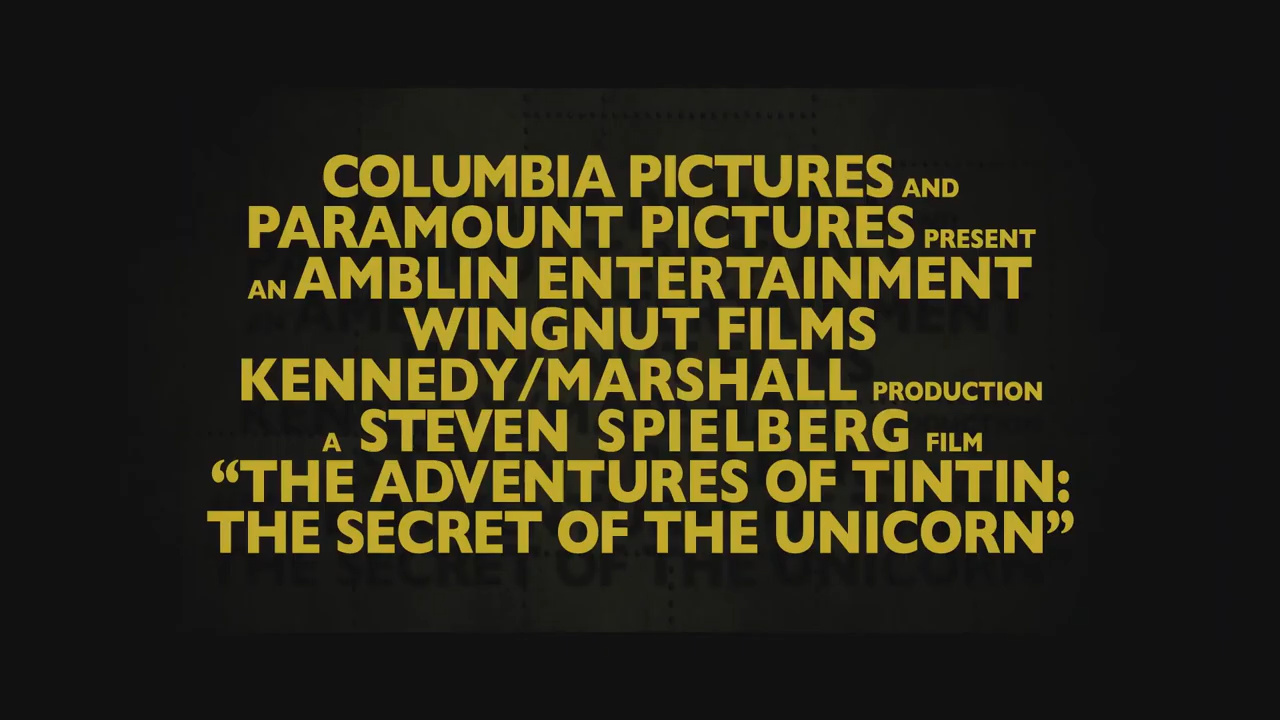 COLUMBIA PICTURES AND
PARAMOUNT PICTURES PRESENT
AN AMBLIN ENTERTAINMENT
WINGNUT FILMS
KENNEDY/MARSHALL PRODUCTION
A STEVEN SPIELBERG FILM
“THE ADVENTURES OF TINTIN:
THE SECRET OF THE UNICORN”